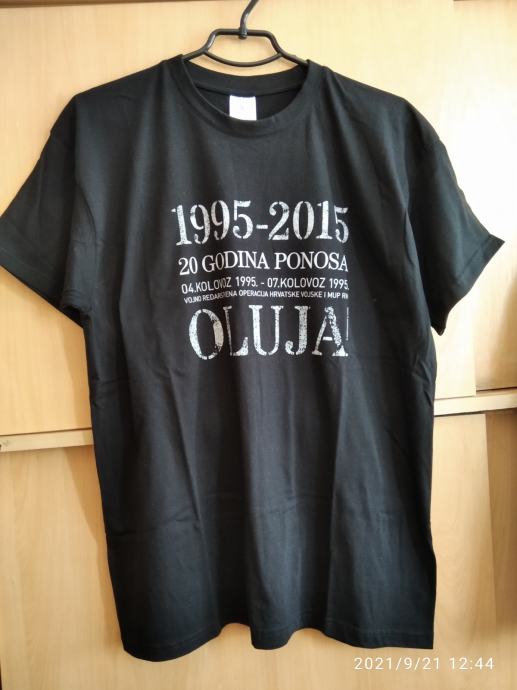 1995-2015
20 GODINA PONOSA
04.KOLOVOZ 1995. - 07.KOLOVOZ 1995.
VOJNO REDARSTVENA OPERACIJA HRVATSKE VOJSKE I MUP
OLUJA
2021/9/21 12:44